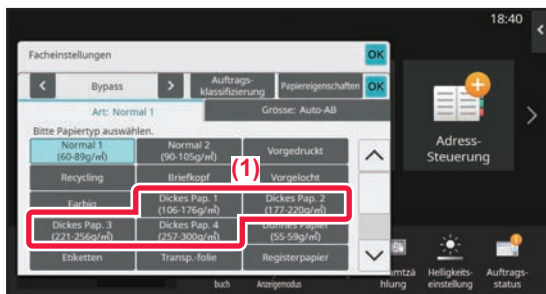 18:40
Facheinstellungen
OK
Bypass
Auftrags-
klassifizierung
Papiereigenschaften
OK
Art: Normal 1
Grösse: Auto-AB
Bitte Papiertyp auswählen.
Normal 1
(60-89g/㎡)
Normal 2
(90-105g/㎡)
Vorgedruckt
Recycling
Briefkopf
Vorgelocht
(1)
Farbig
Dickes Pap. 1
(106-176g/㎡)
Dickes Pap. 2
(177-220g/㎡)
Dickes Pap. 3
(221-256g/㎡)
Dickes Pap. 4
(257-300g/㎡)
Dünnes Papier
(55-59g/㎡)
Etiketten
Transp.-folie
Registerpapier
Adress-
Steuerung
buch
Anzeigemodus
amtzä
hlung
Helligkeits-
einstellung
Auftrags-
status